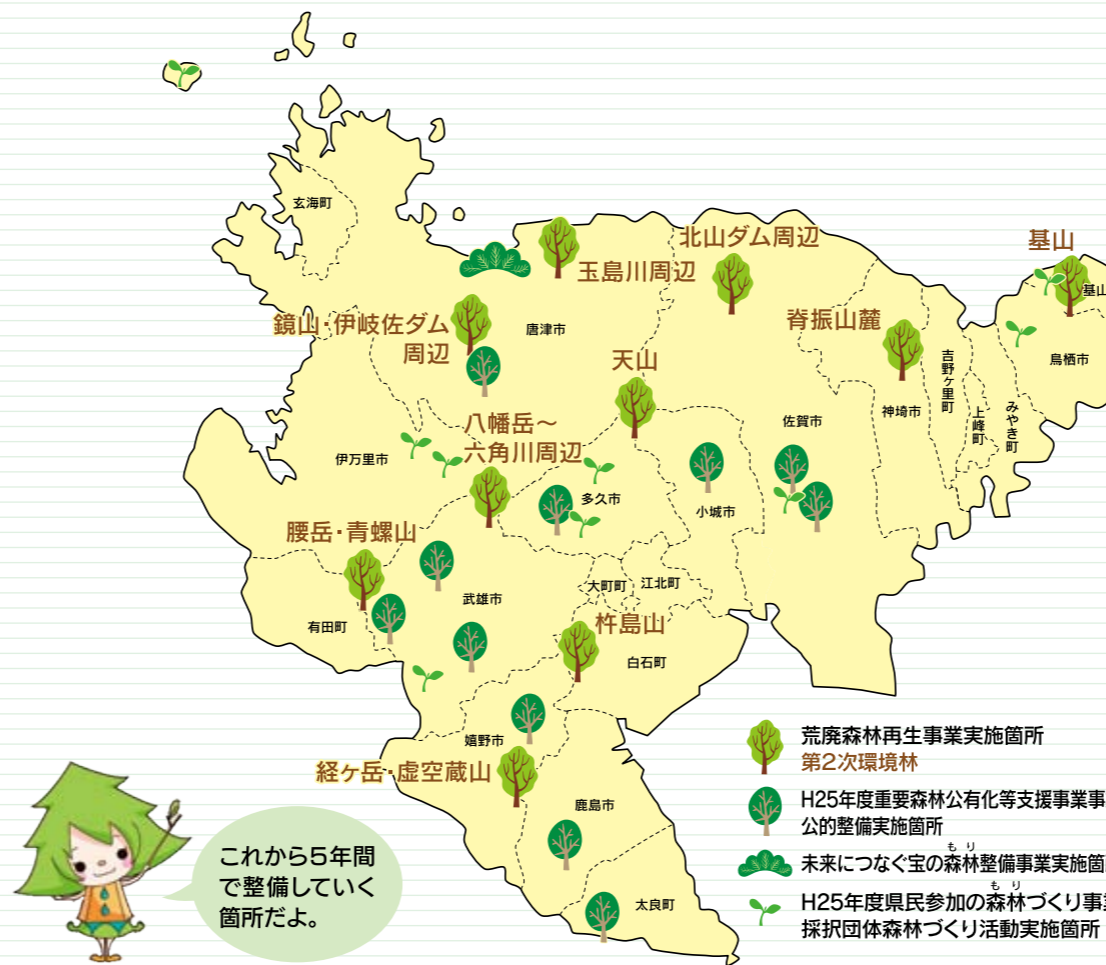 玄海町
北山ダム周辺
基山
玉島川周辺
基山
脊振山麓
鏡山・伊岐佐ダム
周辺
唐津市
天山
吉野ヶ里町
鳥栖市
神埼市
上峰町
みやき町
八幡岳～
六角川周辺
佐賀市
伊万里市
多久市
小城市
腰岳・青螺山
大町町
江北町
武雄市
有田町
杵島山
白石町
嬉野市
経ヶ岳・虚空蔵山
鹿島市
太良町
これから5年間
で整備していく
箇所だよ。
荒廃森林再生事業実施箇所
第2次環境林
H25年度重要森林公有化等支援事業事
公的整備実施箇所
もり
未来につなぐ宝の森林整備事業実施箇
もり
H25年度県民参加の森林づくり事業
採択団体森林づくり活動実施箇所